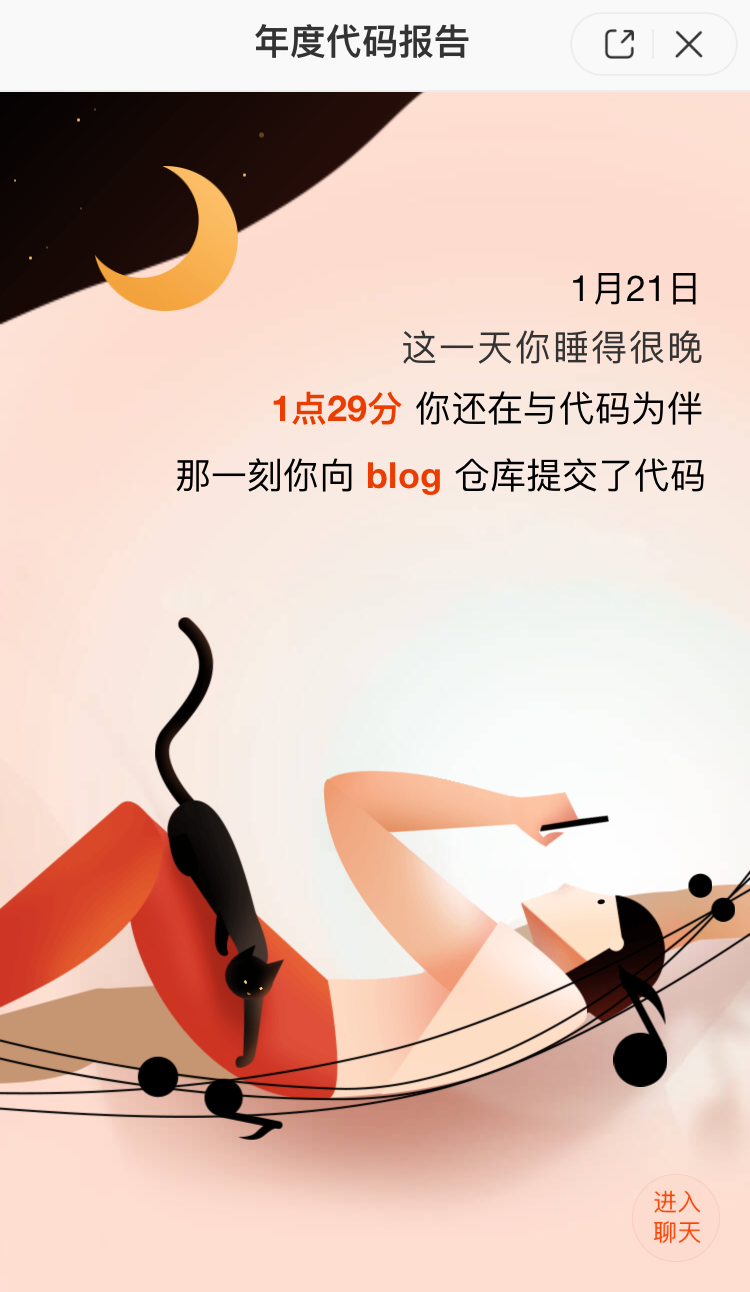 年度代码报告
1月21日
这一天你睡得很晚
1点29分 你还在与代码为伴
那一刻你向 blog 仓库提交了代码
进入
聊天